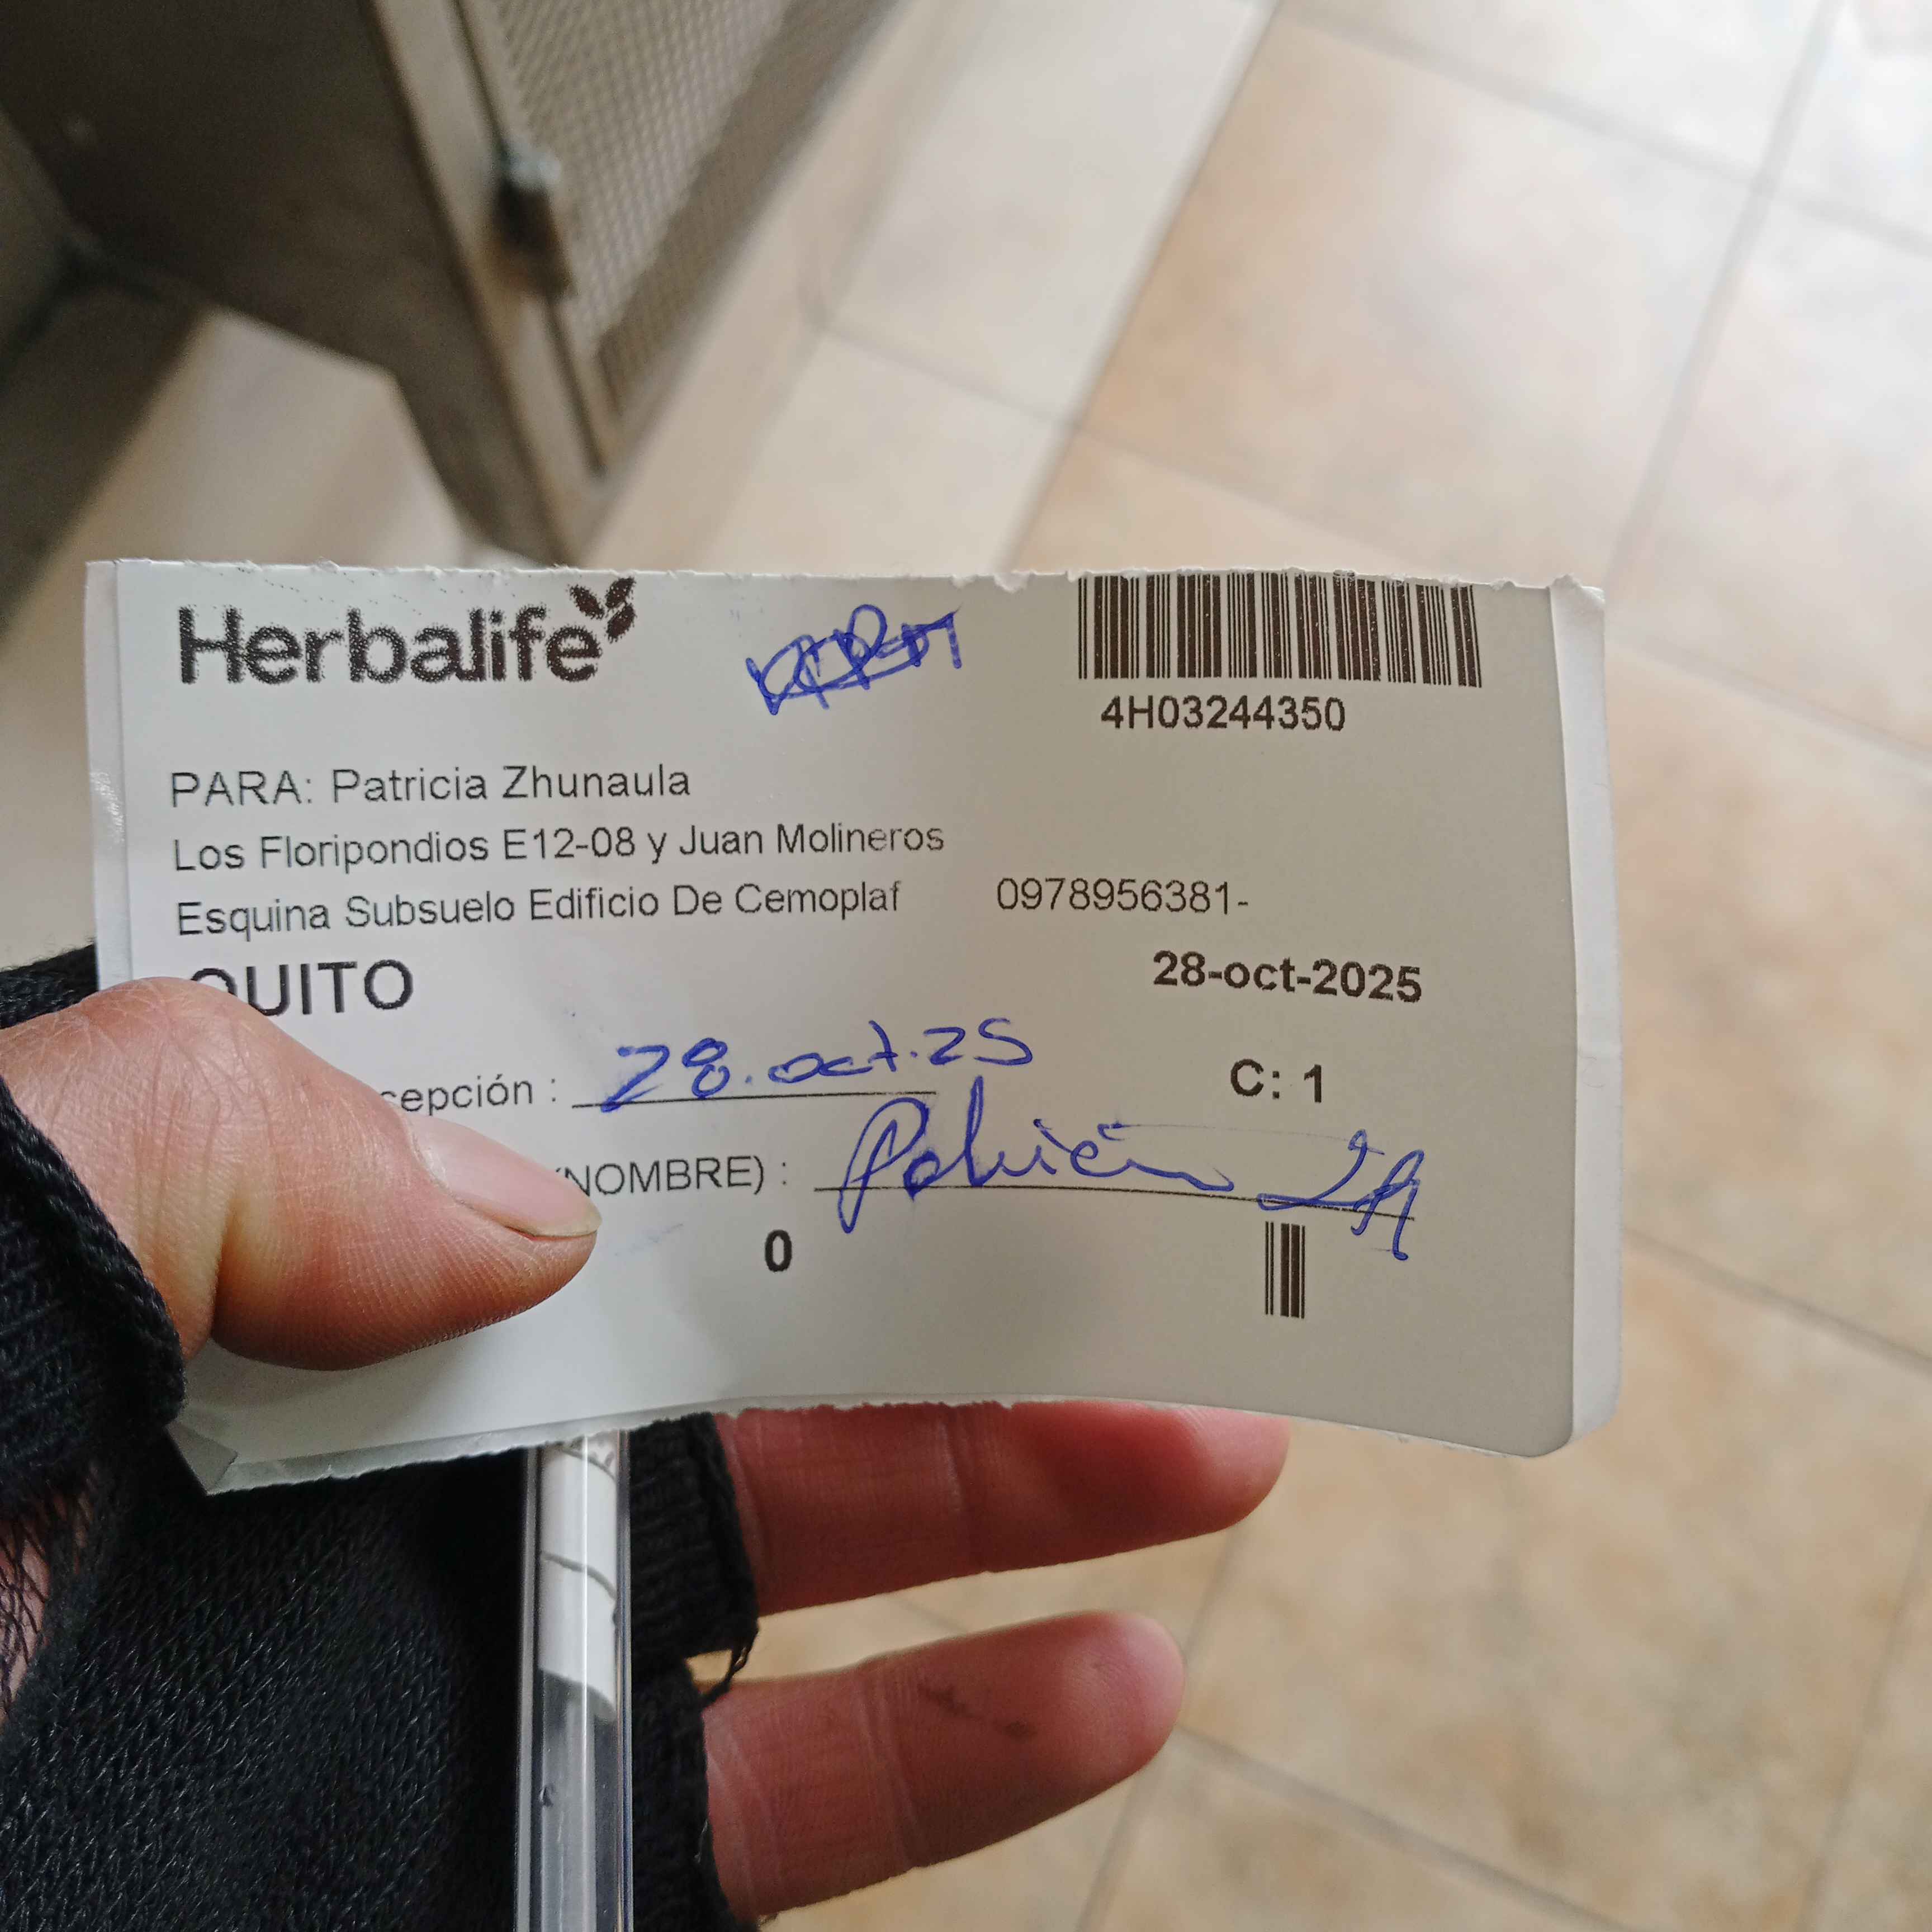 Herbalife
4H03244350
PARA: Patricia Zhunaula
Los Floripondios E12-08 y Juan Molineros
Esquina Subsuelo Edificio De Cemoplaf 0978956381-
QUITO 28-oct-2025
cepción : 28.oct.25 C: 1
(NOMBRE) :
0